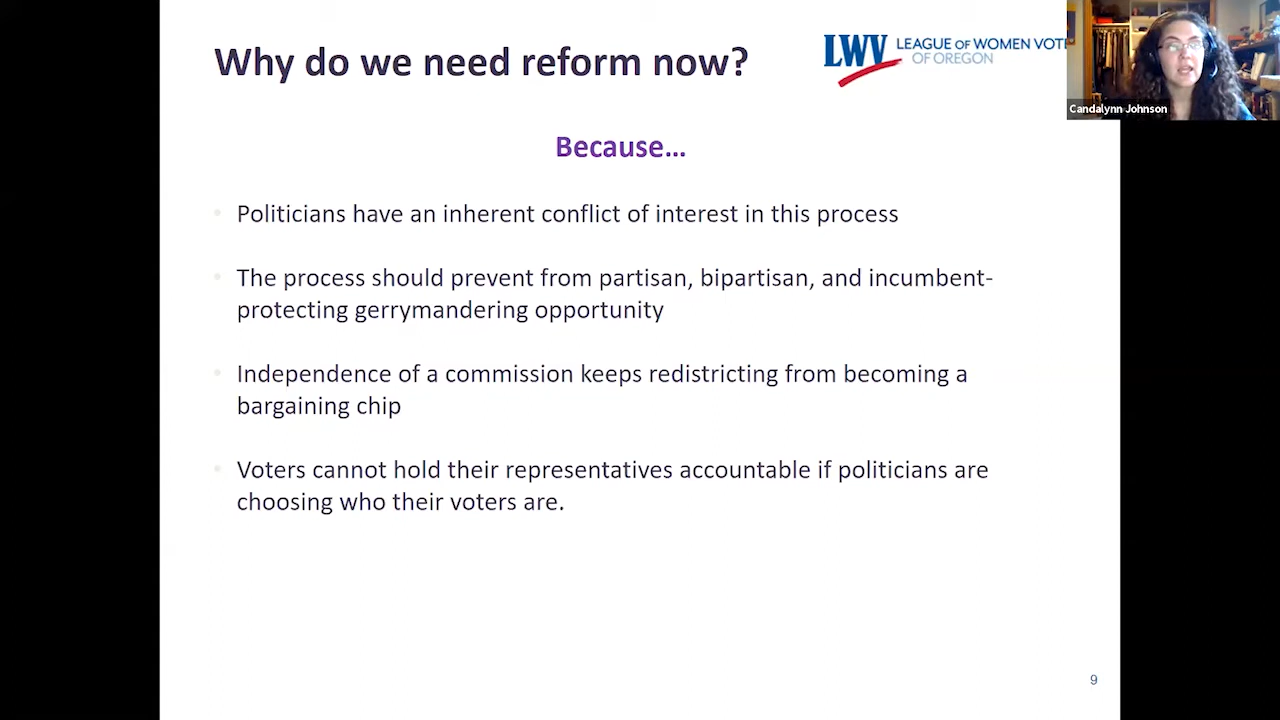 Why do we need reform now?
LWV LEAGUE OF WOMEN VOT
OF OREGON
Candalynn Johnson
Because...
• Politicians have an inherent conflict of interest in this process
• The process should prevent from partisan, bipartisan, and incumbent-
protecting gerrymandering opportunity
• Independence of a commission keeps redistricting from becoming a
bargaining chip
• Voters cannot hold their representatives accountable if politicians are
choosing who their voters are.
9